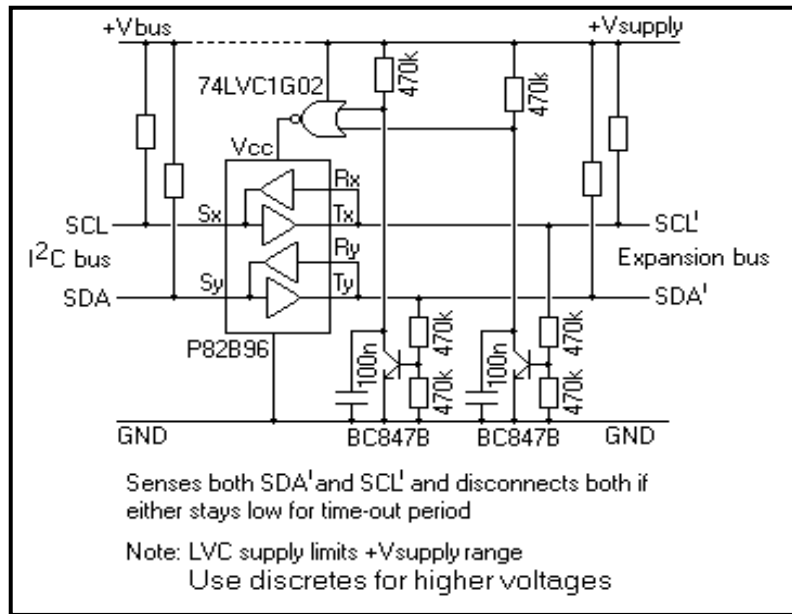 +Vbus
+Vsupply
74LVC1G02
470k
470k
Vcc
Rx
Sx
Tx
SCL
SCL'
I²C bus
Ry
Expansion bus
Sy
Ty
SDA
SDA'
P82B96
100n
470k
470k
100n
470k
470k
GND
BC847B
BC847B
GND
Senses both SDA' and SCL' and disconnects both if
either stays low for time-out period
Note: LVC supply limits +Vsupply range
Use discretes for higher voltages